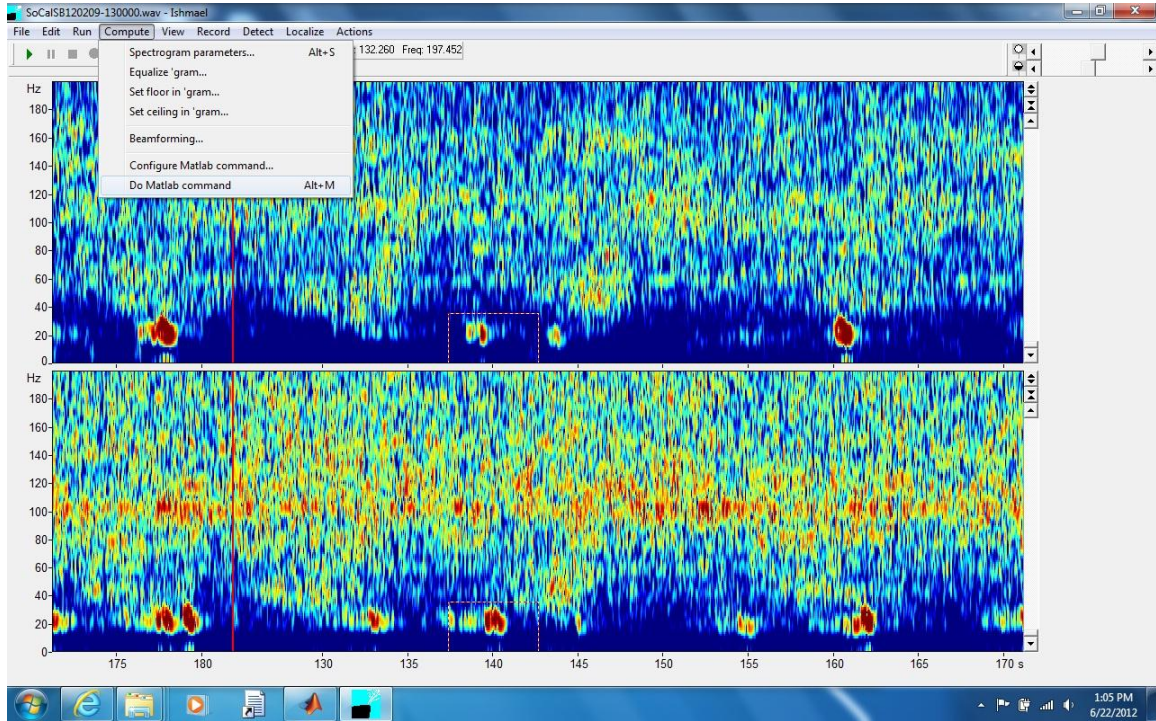 SoCalSB120209-130000.wav - Ishmael
File Edit Run Compute View Record Detect Localize Actions
132.260 Freq: 197.452
Spectrogram parameters... Alt+S
Equalize 'gram...
Set floor in 'gram...
Set ceiling in 'gram...
Beamforming...
Configure Matlab command...
Do Matlab command Alt+M
Hz
180
160
140
120
100
80
60
40
20
0
Hz
180
160
140
120
100
80
60
40
20
0
175 180 130 135 140 145 150 155 160 165 170 s
1:05 PM
6/22/2012